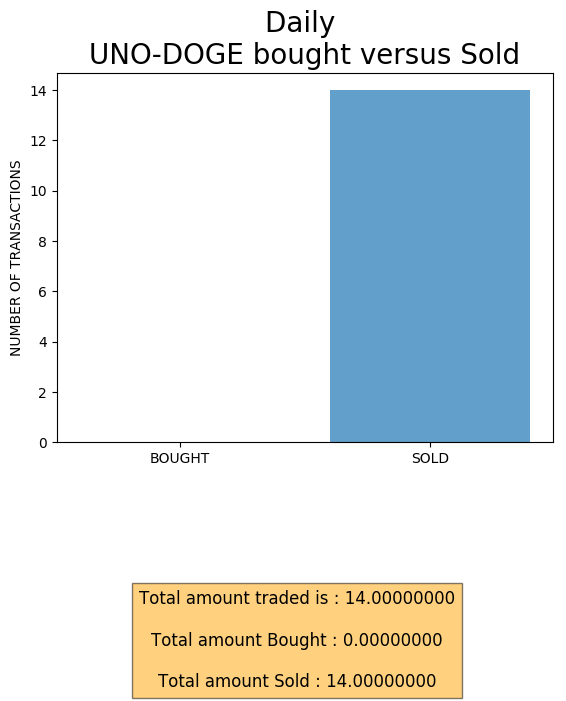 Daily
UNO-DOGE bought versus Sold
NUMBER OF TRANSACTIONS
14
12
10
8
6
4
2
0
BOUGHT SOLD
Total amount traded is : 14.00000000
Total amount Bought : 0.00000000
Total amount Sold : 14.00000000